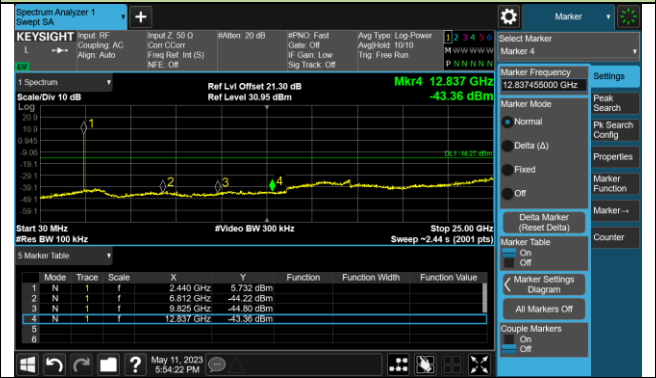 Spectrum Analyzer 1
Swept SA
Marker
KEYSIGHT
L
LXI
Input: RF
Coupling: AC
Align: Auto
Input Z: 50 Ω
Corr CCorr
Freq Ref: Int (S)
NFE: Off
#Atten: 20 dB
#PNO: Fast
Gate: Off
IF Gain: Low
Sig Track: Off
Avg Type: Log-Power
Avg|Hold: 10/10
Trig: Free Run
1 2 3 4 5 6
M W W W W W
P N N N N N
Select Marker
Marker 4
1 Spectrum
Scale/Div 10 dB
Log
Ref Lvl Offset 21.30 dB
Ref Level 30.95 dBm
Mkr4 12.837 GHz
-43.36 dBm
20.9
10.9
0.945
-9.06
-19.1
-29.1
-39.1
-49.1
-59.1
1
2
3
4
DL1 -14.27 dBm
Start 30 MHz
#Res BW 100 kHz
#Video BW 300 kHz
Stop 25.00 GHz
Sweep ~2.44 s (2001 pts)
5 Marker Table
Mode Trace Scale X Y Function Function Width Function Value
1 N 1 f 2.440 GHz 5.732 dBm
2 N 1 f 6.812 GHz -44.22 dBm
3 N 1 f 9.825 GHz -44.80 dBm
4 N 1 f 12.837 GHz -43.36 dBm
5
6
Marker Frequency
12.837455000 GHz
Marker Mode
Normal
Delta (Δ)
Fixed
Off
Delta Marker
(Reset Delta)
Marker Table
On
Off
Marker Settings
Diagram
All Markers Off
Couple Markers
On
Off
Settings
Peak
Search
Pk Search
Config
Properties
Marker
Function
Marker→
Counter
May 11, 2023
5:54:22 PM